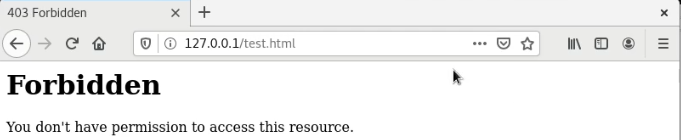 403 Forbidden
127.0.0.1/test.html
Forbidden
You don't have permission to access this resource.